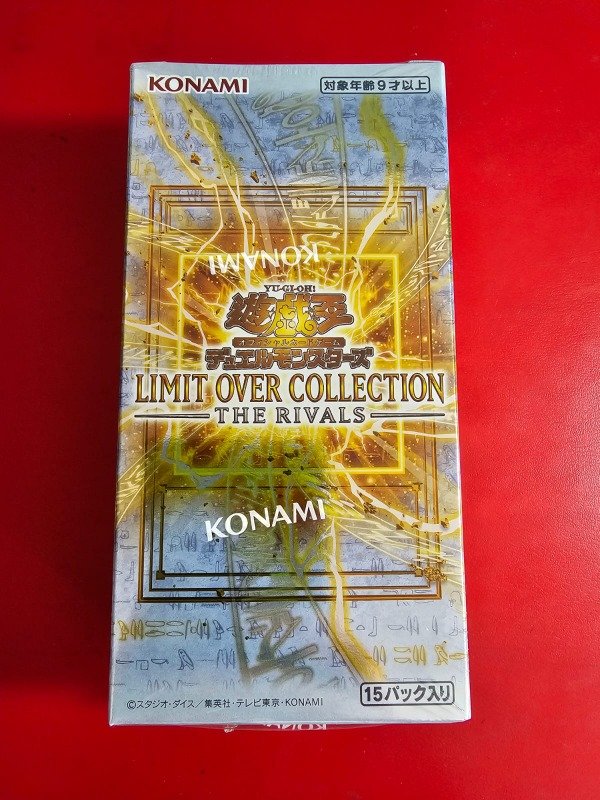 KONAMI
対象年齢9才以上
KONAMI
YU-GI-OH!
遊戯王
オフィシャルカードゲーム
デュエルモンスターズ
LIMIT OVER COLLECTION
THE RIVALS
KONAMI
15パック入り
©スタジオ・ダイス/集英社・テレビ東京・KONAMI